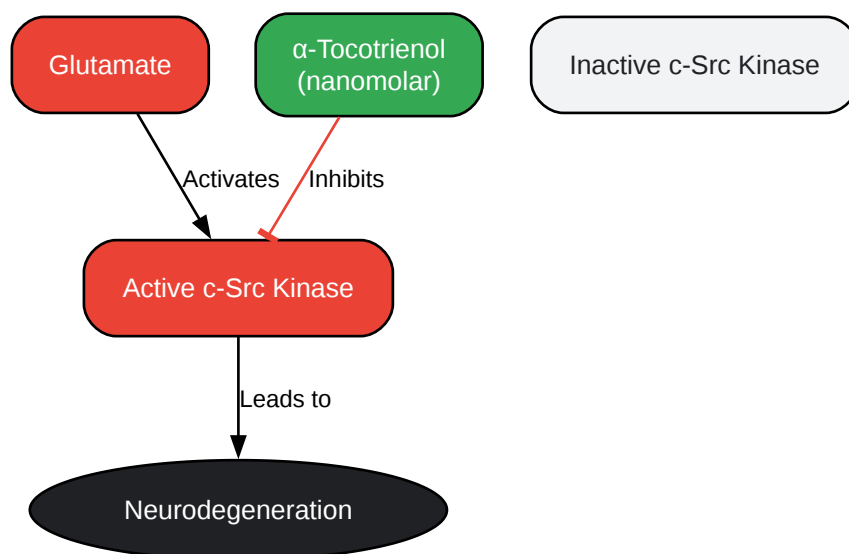 Glutamate
α-Tocotrienol
(nanomolar)
Inactive c-Src Kinase
Activates
Inhibits
Active c-Src Kinase
Leads to
Neurodegeneration